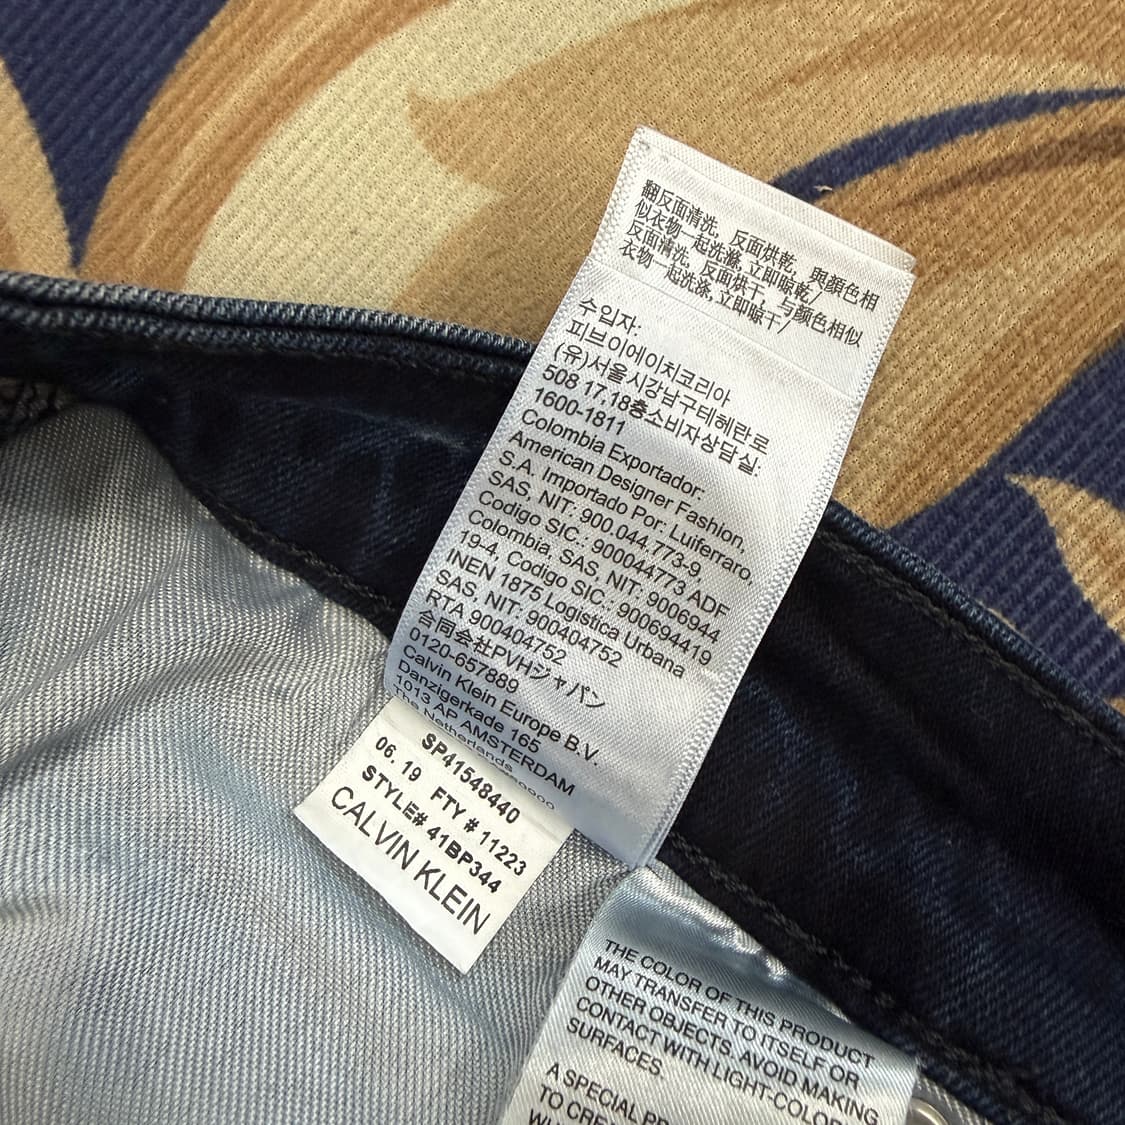 翻反面清洗, 反面烘乾, 與顏色相
似衣物一起洗滌, 立即晾乾/
反面清洗, 反面烘干, 与颜色相似
衣物一起洗涤, 立即晾干/
수입자:
피브이에이치코리아
(유)서울시강남구테헤란로
508 17,18층소비자상담실:
1600-1811
Colombia Exportador:
American Designer Fashion,
S.A. Importado Por: Luiferraro,
SAS, NIT: 900.044.773-9,
Codigo SIC.: 90044773 ADF
Colombia, SAS, NIT: 9006944
19-4, Codigo SIC.: 900694419
INEN 1875 Logistica Urbana
SAS, NIT: 900404752
RTA 900404752
合同会社PVHジャパン
0120-657889
Calvin Klein Europe B.V.
Danzigerkade 165
1013 AP AMSTERDAM
The Netherlands
SP41548440
06. 19 FTY # 11223
STYLE# 41BP344
CALVIN KLEIN
THE COLOR OF THIS PRODUCT
MAY TRANSFER TO ITSELF OR
OTHER OBJECTS. AVOID MAKING
CONTACT WITH LIGHT-COLOR
SURFACES.
A SPECIAL PR
TO CRE